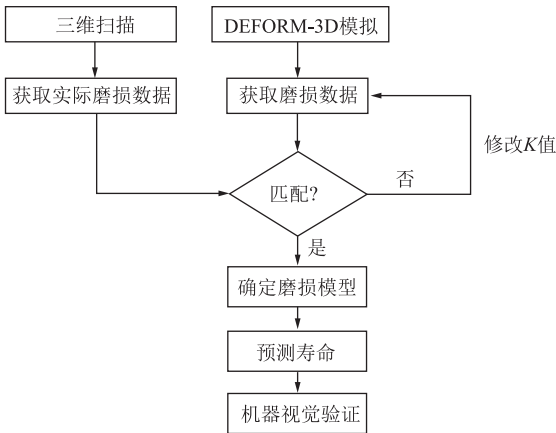 三维扫描
DEFORM-3D模拟
获取实际磨损数据
获取磨损数据
修改K值
匹配?
否
是
确定磨损模型
预测寿命
机器视觉验证